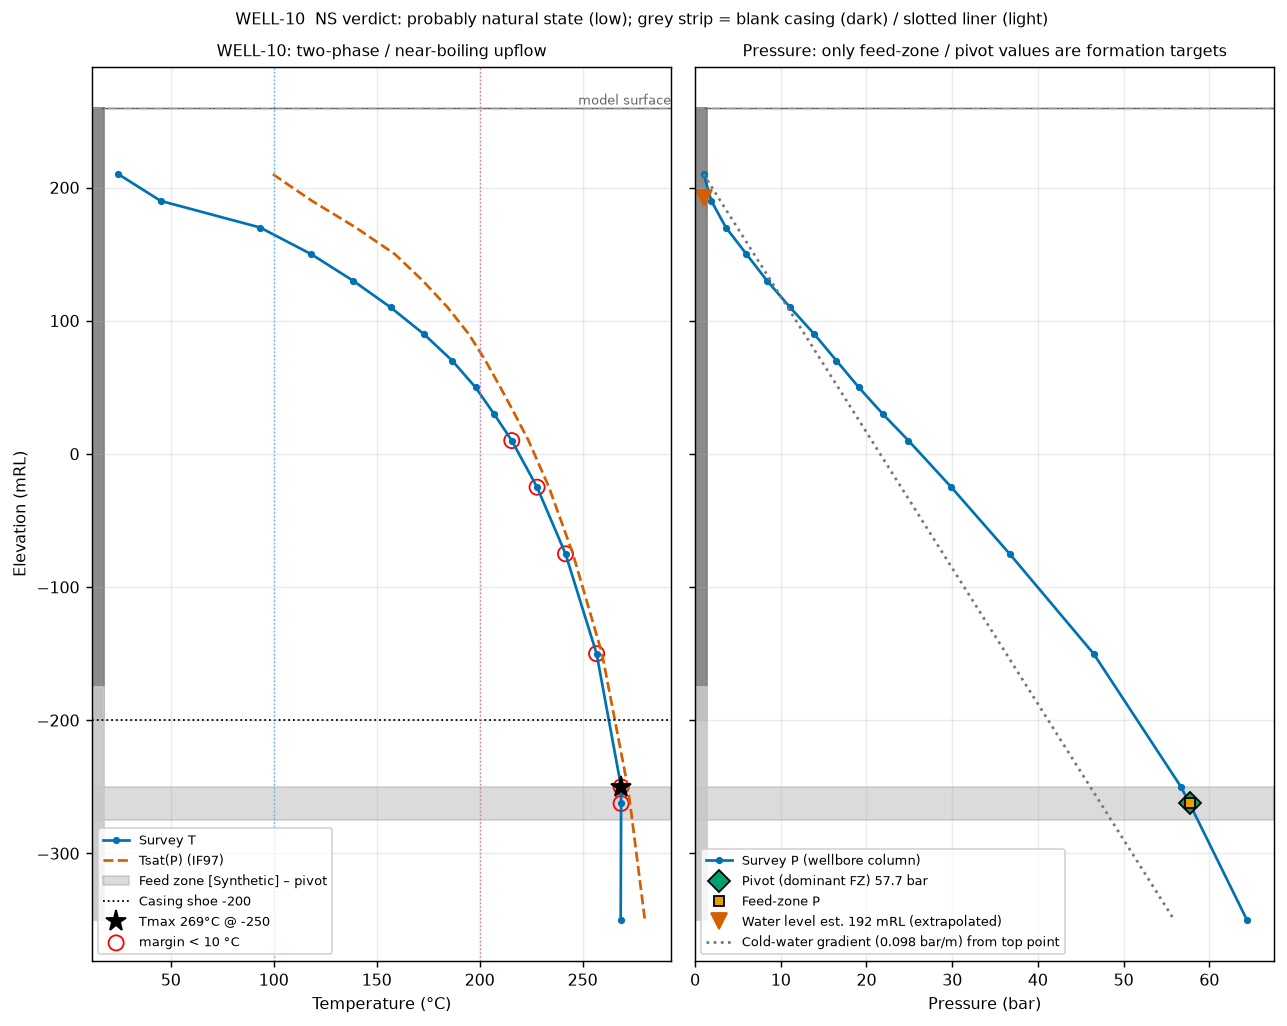 WELL-10  NS verdict: probably natural state (low); grey strip = blank casing (dark) / slotted liner (light)
WELL-10: two-phase / near-boiling upflow
model surface
Elevation (mRL)
200
100
0
−100
−200
−300
Survey T
Tsat(P) (IF97)
Feed zone [Synthetic] – pivot
Casing shoe -200
Tmax 269°C @ -250
margin < 10 °C
50
100
150
200
250
Temperature (°C)
Pressure: only feed-zone / pivot values are formation targets
Survey P (wellbore column)
Pivot (dominant FZ) 57.7 bar
Feed-zone P
Water level est. 192 mRL (extrapolated)
Cold-water gradient (0.098 bar/m) from top point
0
10
20
30
40
50
60
Pressure (bar)